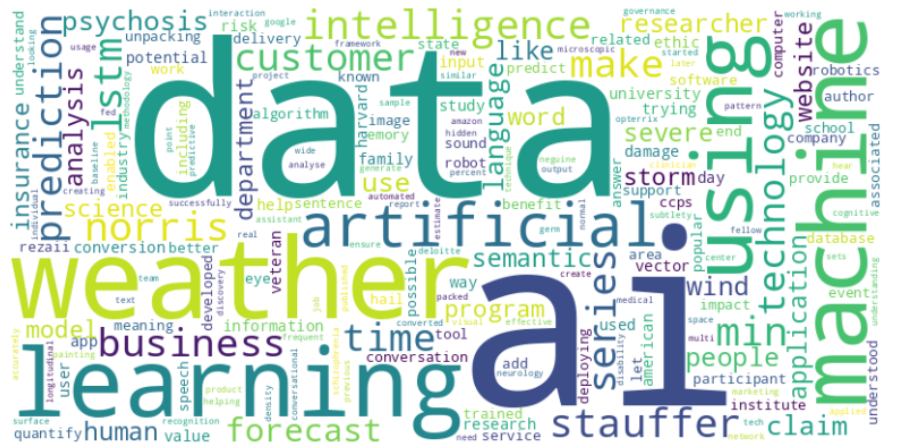 data
ai
weather
learning
machine
using
artificial
intelligence
customer
business
norris
stauffer
forecast
time
series
semantic
program
min
wind
technology
application
people
claim
make
severe
storm
researcher
language
word
like
use
lstm
prediction
analysis
psychosis
insurance
understand
unpacking
potential
work
risk
delivery
interaction
google
usage
looking
methodology
industry
enabled
including
predictive
point
baseline
fed
individual
creating
successfully
science
algorithm
department
known
state
framework
project
harvard
image
memory
family
sample
wide
analyse
generate
automated
help
sentence
assistant
report
percent
estimate
benefit
input
new
similar
predict
study
amazon
sound
hidden
robot
technique
neguine
output
opterrix
microscopic
related
started
ethic
governance
later
university
software
trying
pattern
damage
end
answer
support
clinician
day
ccps
subtlety
fellow
popular
center
computer
working
website
robotics
author
school
company
provide
hear
cognitive
associated
database
sets
event
understanding
understood
applied
impact
vector
area
space
multi
participant
institute
marketing
tech
network
american
let
used
medical
disability
deploying
create
normal
germ
ensure
deloitte
real
veteran
eye
possible
way
tool
packed
converted
visual
effective
conversation
add
neurology
trained
research
need
service
rezaii
conversion
better
developed
discovery
hail
information
frequent
job
published
previous
schizophrenia
conversational
density
product
helping
speech
recognition
value
user
app
meaning
text
team
model
painting
longitudinal
surface
quantify
human